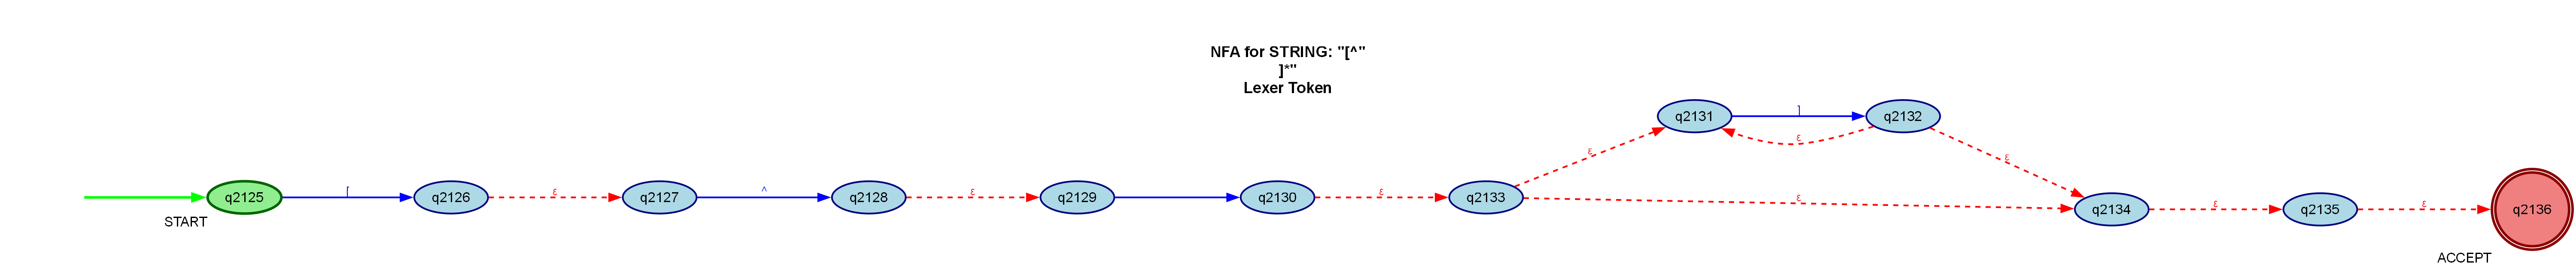 NFA for STRING: "[^"
]*"
Lexer Token
q2131
]
q2132
ε
ε
ε
q2125
[
q2126
ε
q2127
^
q2128
ε
q2129
q2130
ε
q2133
ε
q2134
ε
q2135
ε
q2136
START
ACCEPT